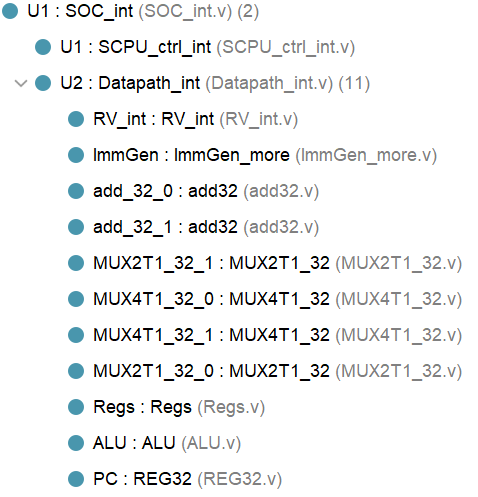 U1 : SOC_int (SOC_int.v) (2)
U1 : SCPU_ctrl_int (SCPU_ctrl_int.v)
U2 : Datapath_int (Datapath_int.v) (11)
RV_int : RV_int (RV_int.v)
ImmGen : ImmGen_more (ImmGen_more.v)
add_32_0 : add32 (add32.v)
add_32_1 : add32 (add32.v)
MUX2T1_32_1 : MUX2T1_32 (MUX2T1_32.v)
MUX4T1_32_0 : MUX4T1_32 (MUX4T1_32.v)
MUX4T1_32_1 : MUX4T1_32 (MUX4T1_32.v)
MUX2T1_32_0 : MUX2T1_32 (MUX2T1_32.v)
Regs : Regs (Regs.v)
ALU : ALU (ALU.v)
PC : REG32 (REG32.v)